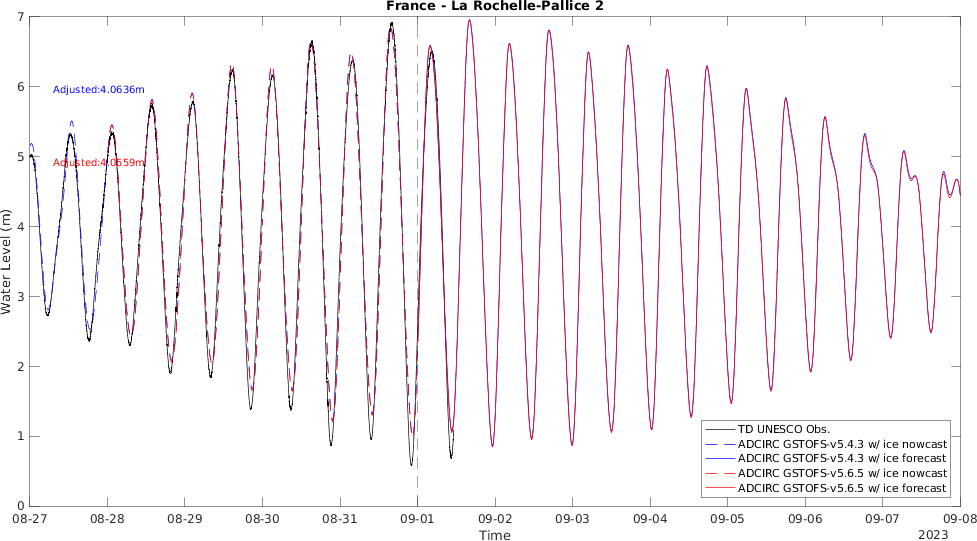 France - La Rochelle-Pallice 2
7
6
5
4
3
2
1
0
Water Level (m)
Adjusted:4.0636m
Adjusted:4.0559m
TD UNESCO Obs.
ADCIRC GSTOFS-v5.4.3 w/ ice nowcast
ADCIRC GSTOFS-v5.4.3 w/ ice forecast
ADCIRC GSTOFS-v5.6.5 w/ ice nowcast
ADCIRC GSTOFS-v5.6.5 w/ ice forecast
08-27 08-28 08-29 08-30 08-31 09-01 09-02 09-03 09-04 09-05 09-06 09-07 09-08
Time
2023